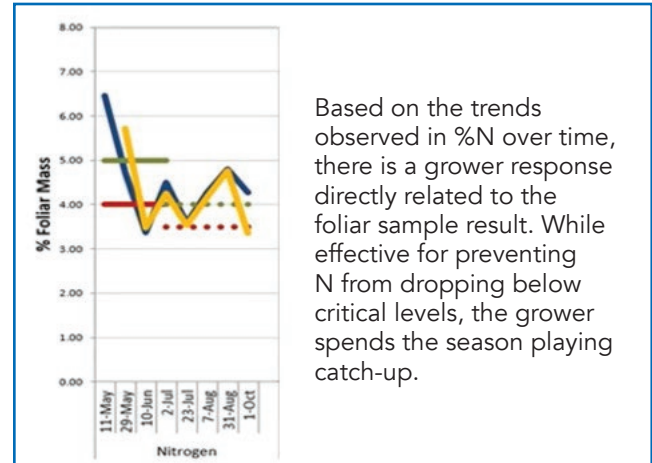 8.00
7.00
6.00
5.00
4.00
3.00
2.00
1.00
0.00
% Foliar Mass
11-May
29-May
10-Jun
2-Jul
23-Jul
7-Aug
31-Aug
1-Oct
Nitrogen
Based on the trends
observed in %N over time,
there is a grower response
directly related to the
foliar sample result. While
effective for preventing
N from dropping below
critical levels, the grower
spends the season playing
catch-up.